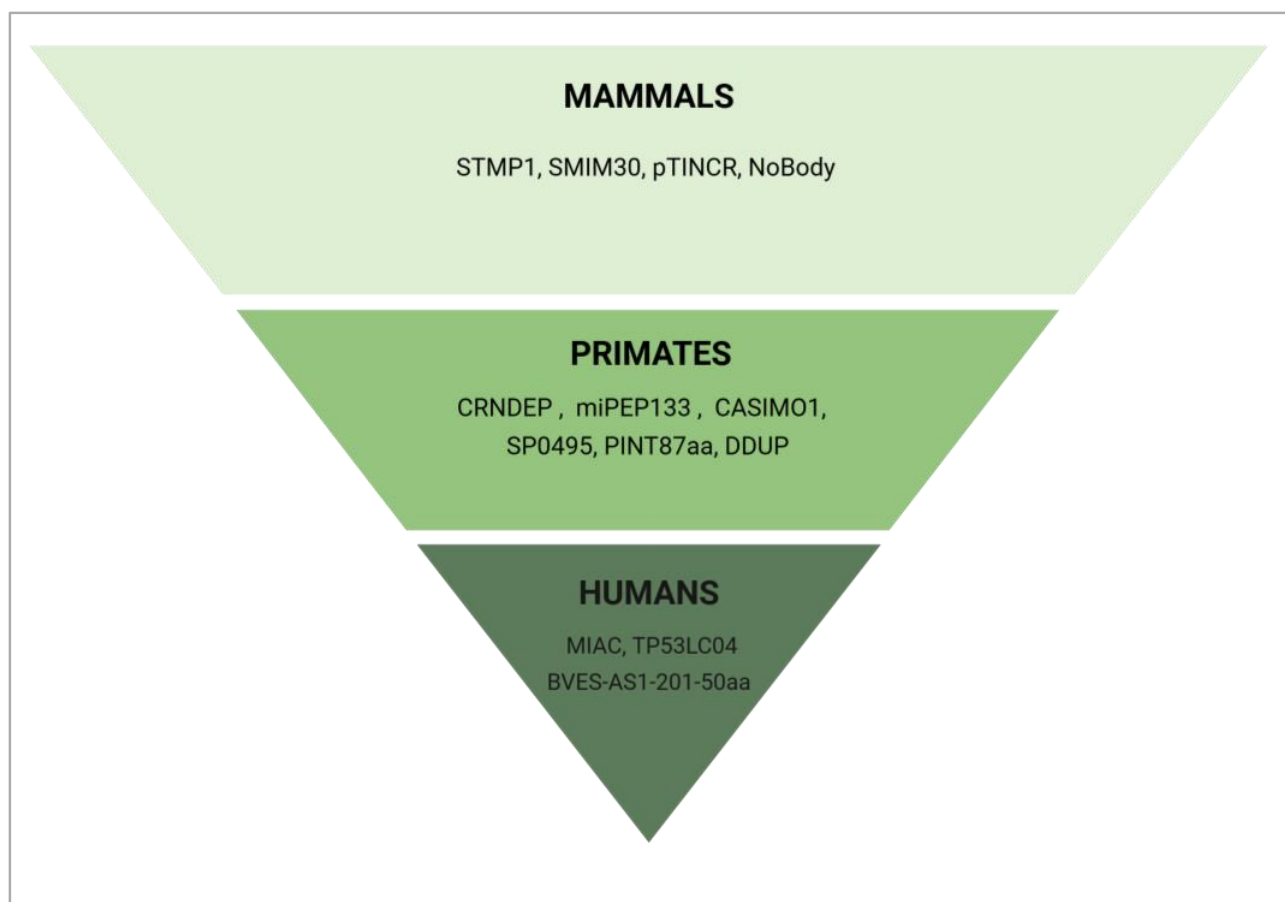 MAMMALS
STMP1, SMIM30, pTINCR, NoBody
PRIMATES
CRNDEP , miPEP133 , CASIMO1,
SP0495, PINT87aa, DDUP
HUMANS
MIAC, TP53LC04
BVES-AS1-201-50aa